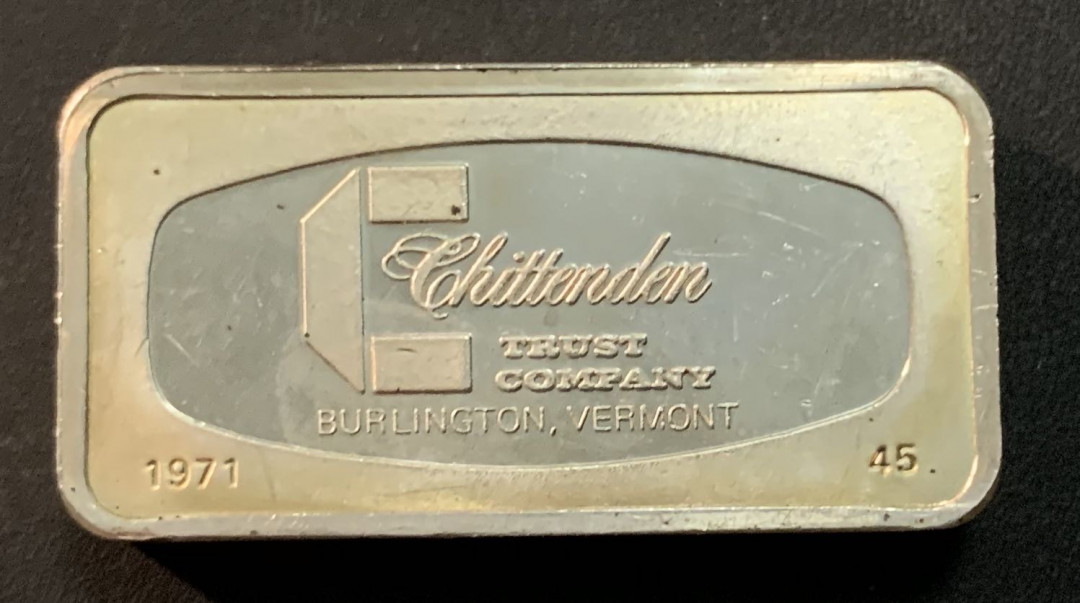 Chittenden
TRUST
COMPANY
BURLINGTON, VERMONT
1971 45